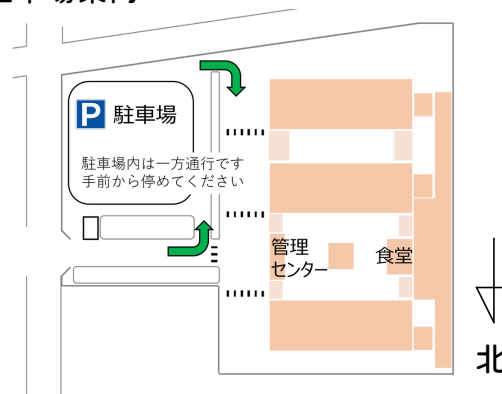 P 駐車場
駐車場内は一方通行です
手前から停めてください
管理
センター
食堂
北